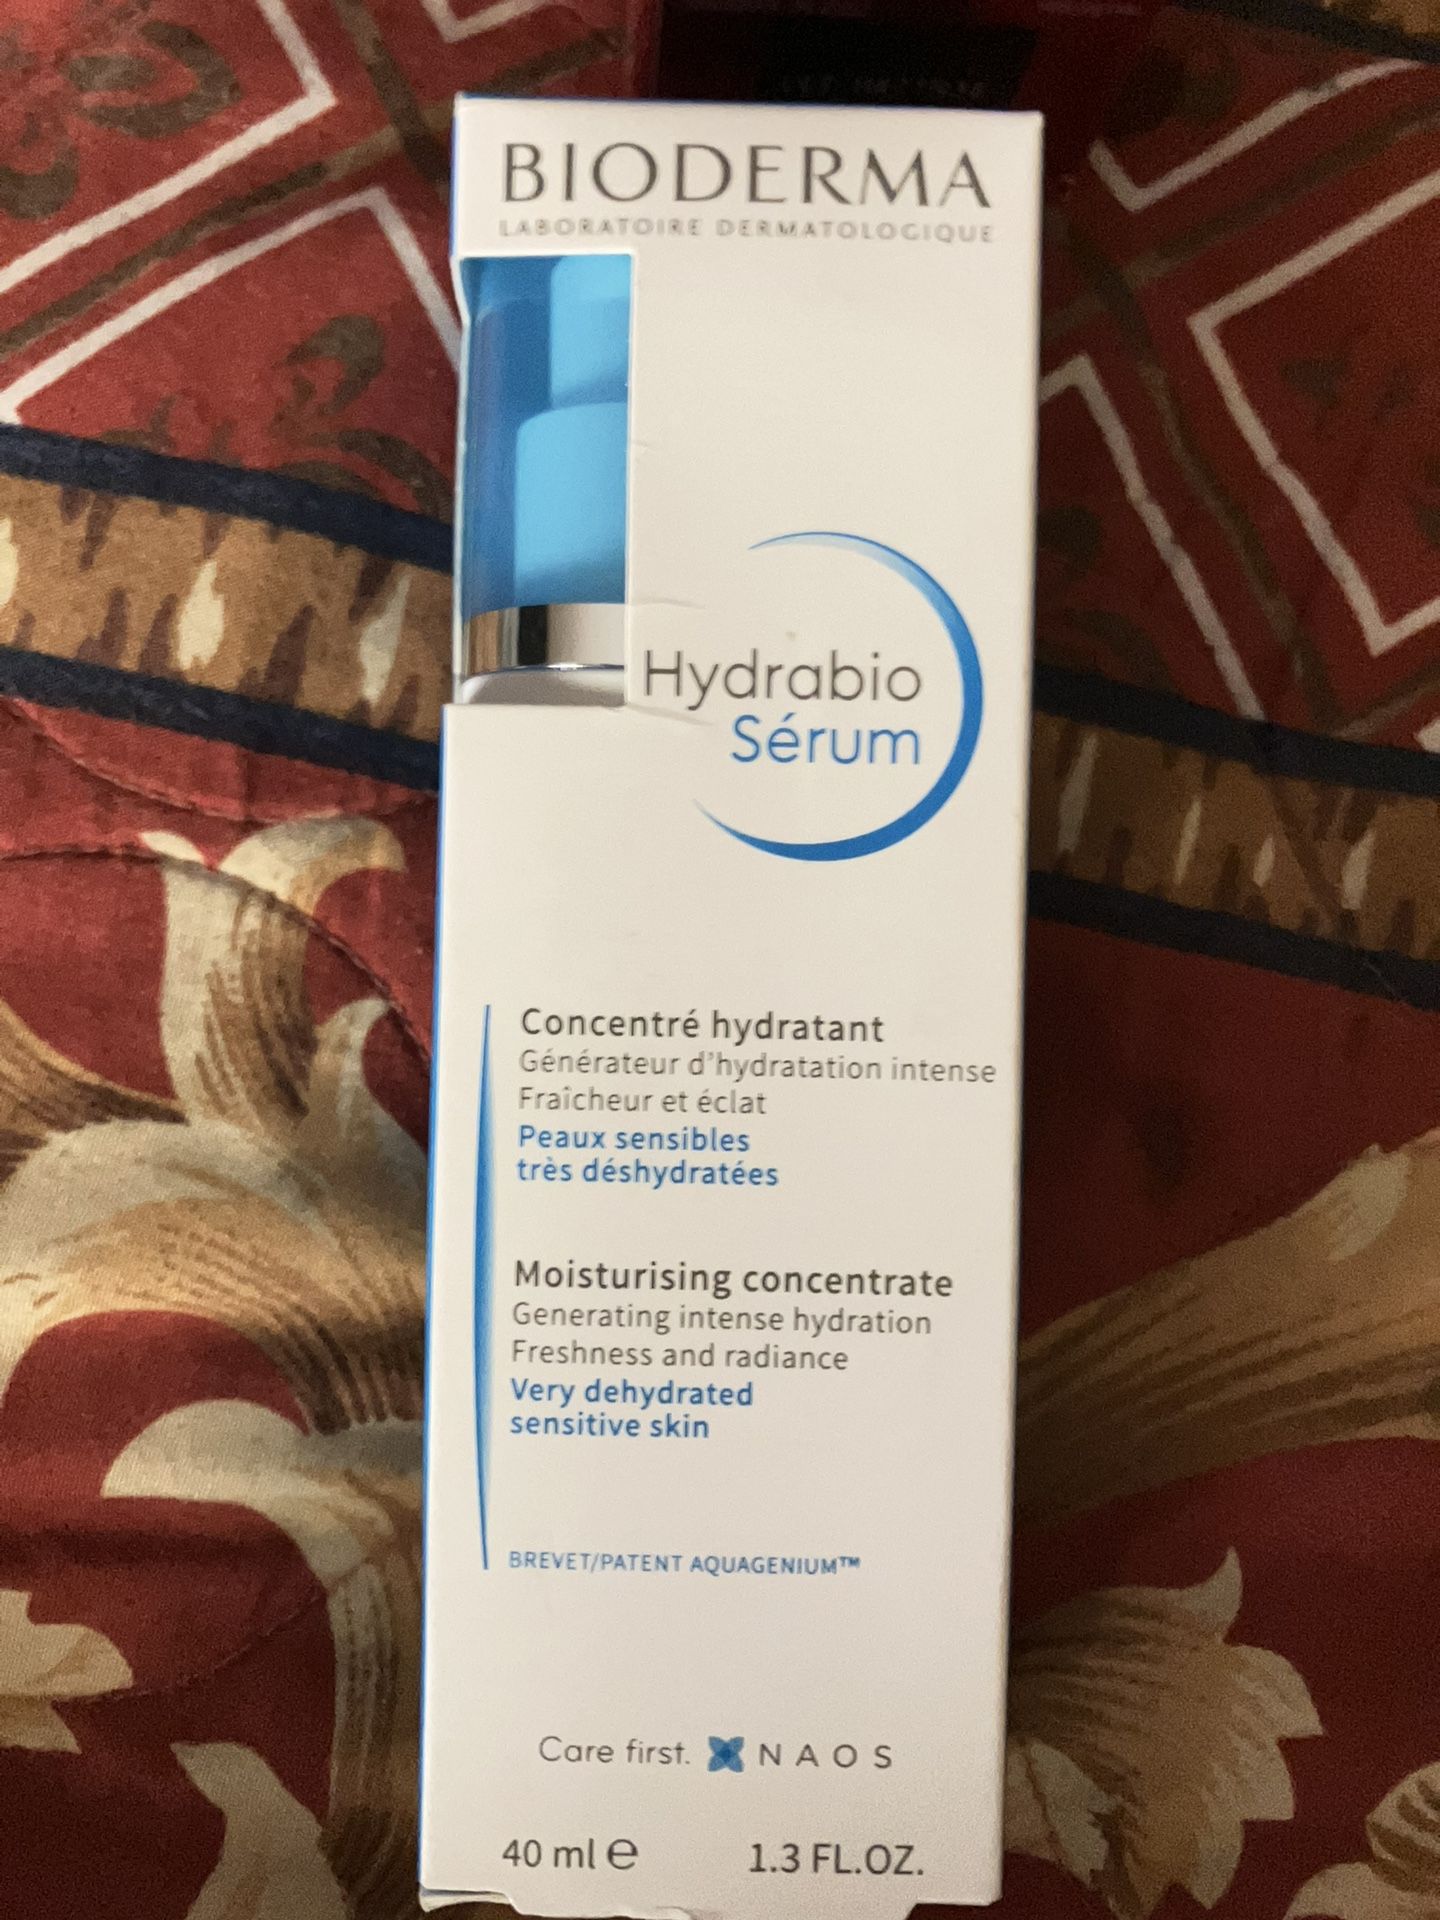 BIODERMA
LABORATOIRE DERMATOLOGIQUE
Hydrabio
Sérum
Concentré hydratant
Générateur d'hydratation intense
Fraîcheur et éclat
Peaux sensibles
très déshydratées
Moisturising concentrate
Generating intense hydration
Freshness and radiance
Very dehydrated
sensitive skin
BREVET/PATENT AQUAGENIUM™
Care first. NAOS
40 ml ℮ 1.3 FL.OZ.